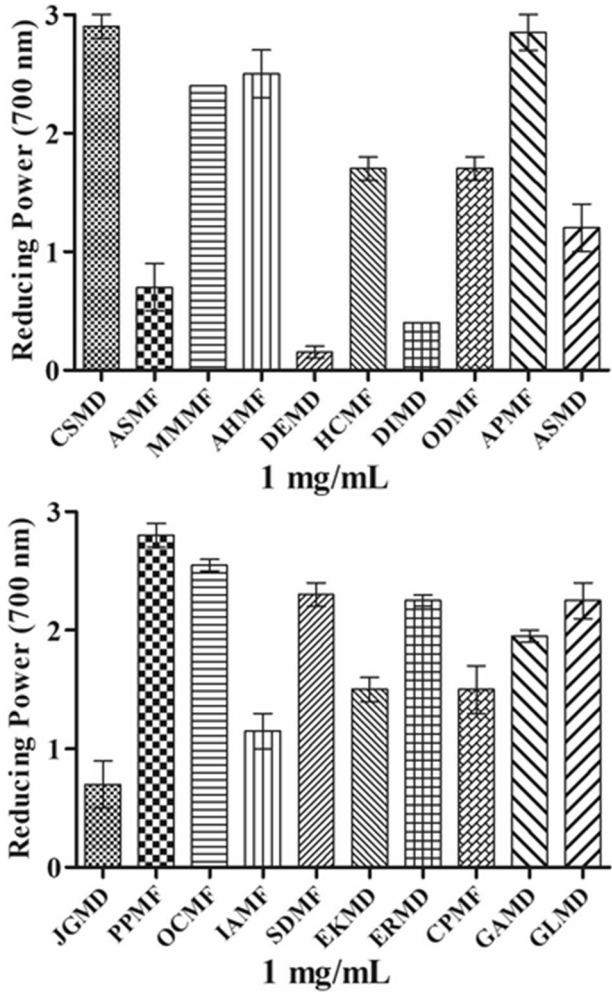 Reducing Power (700 nm)
3
2
1
0
CSMD
ASMF
MMMF
AHMF
DEMD
HCMF
DIMD
ODMF
APMF
ASMD
1 mg/mL
Reducing Power (700 nm)
3
2
1
0
JGMD
PPMF
OCMF
IAMF
SDMF
EKMD
ERMD
CPMF
GAMD
GLMD
1 mg/mL